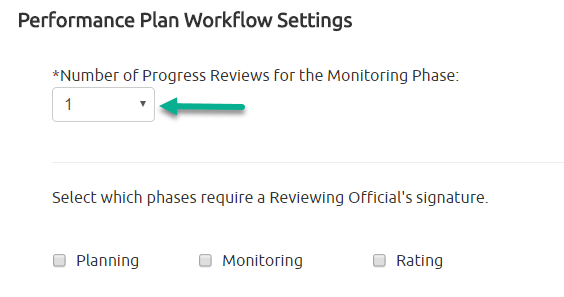 Performance Plan Workflow Settings
*Number of Progress Reviews for the Monitoring Phase:
1
Select which phases require a Reviewing Official's signature.
Planning Monitoring Rating